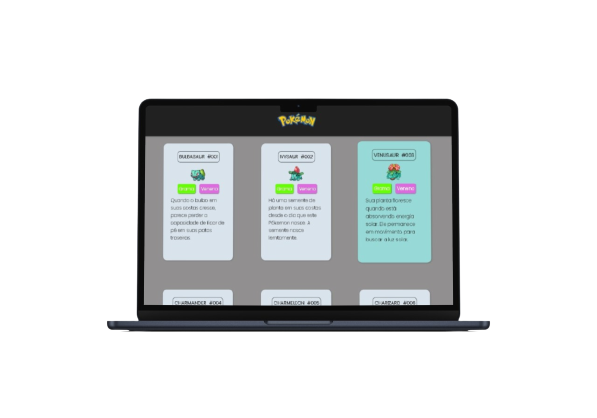 POKéMON
BULBASAUR #001
IVYSAUR #002
VENUSAUR #003
Grama Veneno
Grama Veneno
Grama Veneno
Quando o bulbo em
suas costas cresce,
parece perder a
capacidade de ficar de
pé em suas patas
traseiras.
Há uma semente de
planta em suas costas
desde o dia que este
Pókemon nasce. A
semente cresce
lentamente.
Sua planta floresce
quando está
absorvendo energia
solar. Ele permanece
em movimento para
buscar a luz solar.
CHARMANDER #004
CHARMELEON #005
CHARIZARD #006